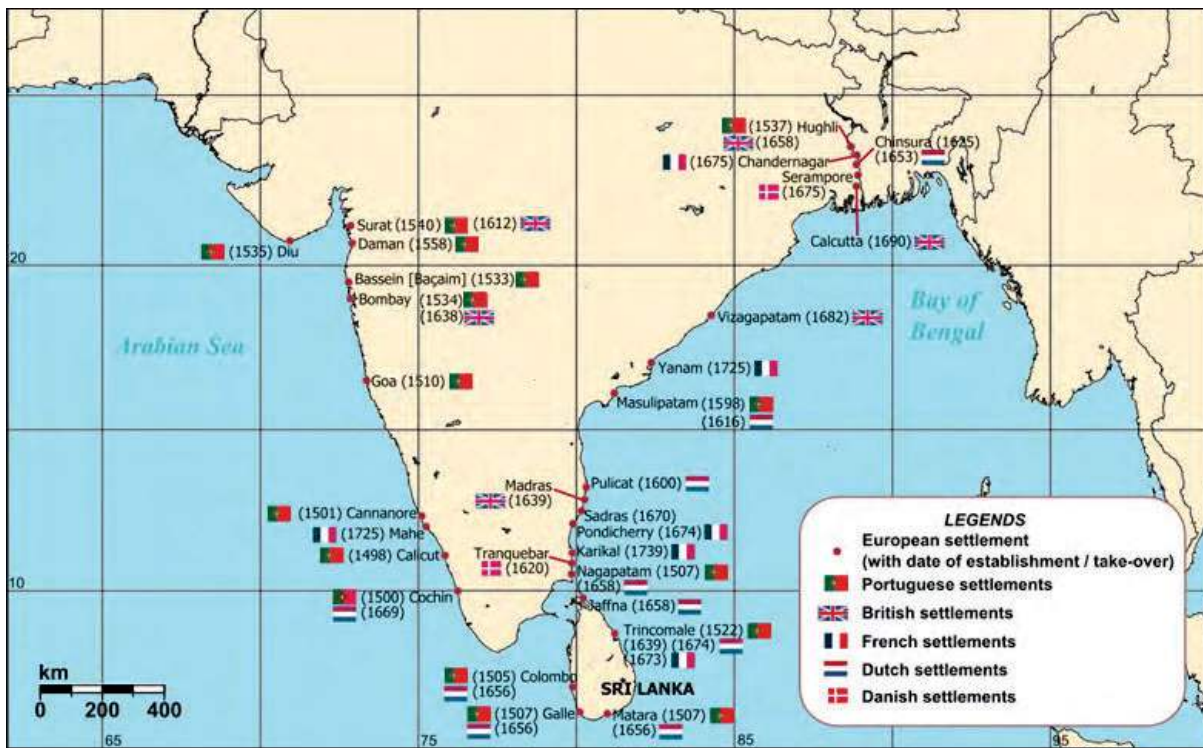 (1537) Hughli
(1658)
Chinsura (1625)
(1653)
(1675) Chandernagar
Serampore
(1675)
Calcutta (1690)
Surat (1540)
(1612)
Daman (1558)
(1535) Diu
20
Bassein [Baçaim] (1533)
Bombay (1534)
(1638)
Vizagapatam (1682)
Bay of
Bengal
Arabian Sea
Yanam (1725)
Goa (1510)
Masulipatam (1598)
(1616)
Pulicat (1600)
Madras
(1639)
(1501) Cannanore
Sadras (1670)
(1725) Mahe
Pondicherry (1674)
(1498) Calicut
Tranquebar
(1620)
Karikal (1739)
Nagapatam (1507)
(1658)
10
(1500) Cochin
(1669)
Jaffna (1658)
Trincomale (1522)
(1639) (1674)
(1673)
(1505) Colombo
(1656)
SRI LANKA
(1507) Galle
(1656)
Matara (1507)
(1656)
km
0 200 400
65
75
85
95
LEGENDS
European settlement
(with date of establishment / take-over)
Portuguese settlements
British settlements
French settlements
Dutch settlements
Danish settlements